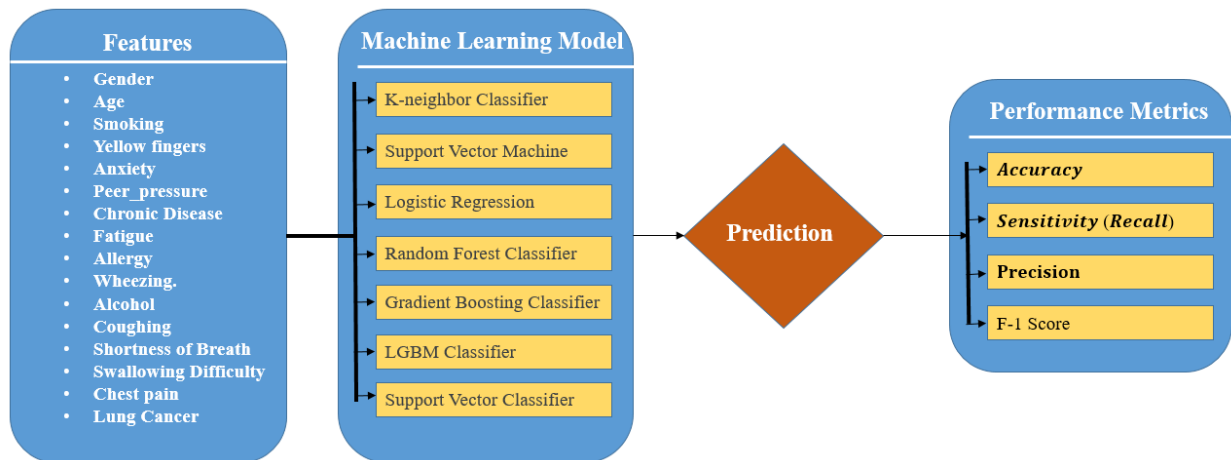 Features
• Gender
• Age
• Smoking
• Yellow fingers
• Anxiety
• Peer_pressure
• Chronic Disease
• Fatigue
• Allergy
• Wheezing.
• Alcohol
• Coughing
• Shortness of Breath
• Swallowing Difficulty
• Chest pain
• Lung Cancer
Machine Learning Model
K-neighbor Classifier
Support Vector Machine
Logistic Regression
Random Forest Classifier
Gradient Boosting Classifier
LGBM Classifier
Support Vector Classifier
Prediction
Performance Metrics
Accuracy
Sensitivity (Recall)
Precision
F-1 Score